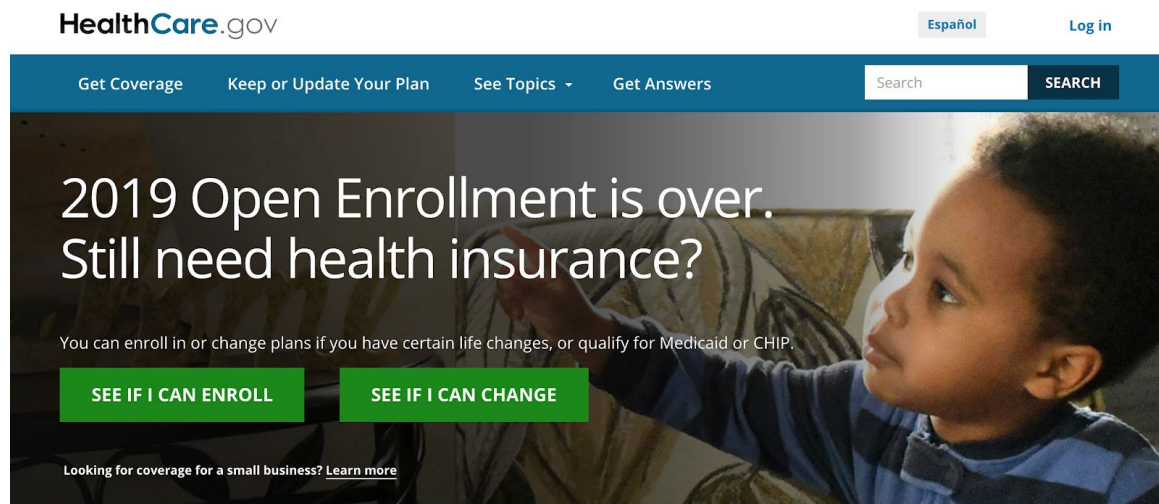 HealthCare.gov
Español
Log in
Get Coverage
Keep or Update Your Plan
See Topics
Get Answers
Search
SEARCH
2019 Open Enrollment is over.
Still need health insurance?
You can enroll in or change plans if you have certain life changes, or qualify for Medicaid or CHIP.
SEE IF I CAN ENROLL
SEE IF I CAN CHANGE
Looking for coverage for a small business? Learn more